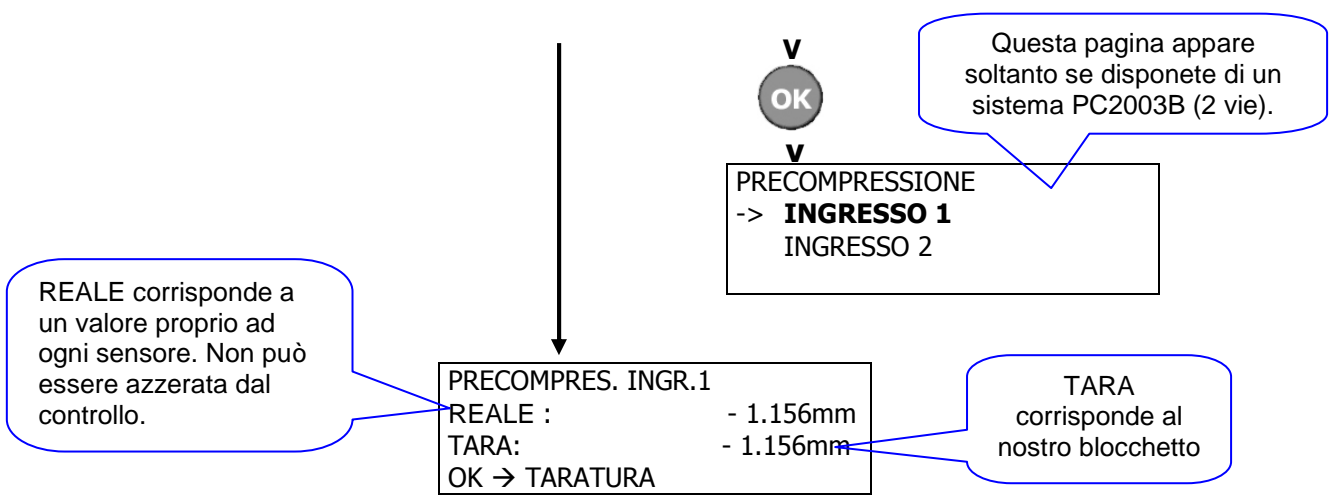 v
OK
v
Questa pagina appare
soltanto se disponete di un
sistema PC2003B (2 vie).
PRECOMPRESSIONE
-> INGRESSO 1
INGRESSO 2
REALE corrisponde a
un valore proprio ad
ogni sensore. Non può
essere azzerata dal
controllo.
PRECOMPRES. INGR.1
REALE : - 1.156mm
TARA: - 1.156mm
OK → TARATURA
TARA
corrisponde al
nostro blocchetto